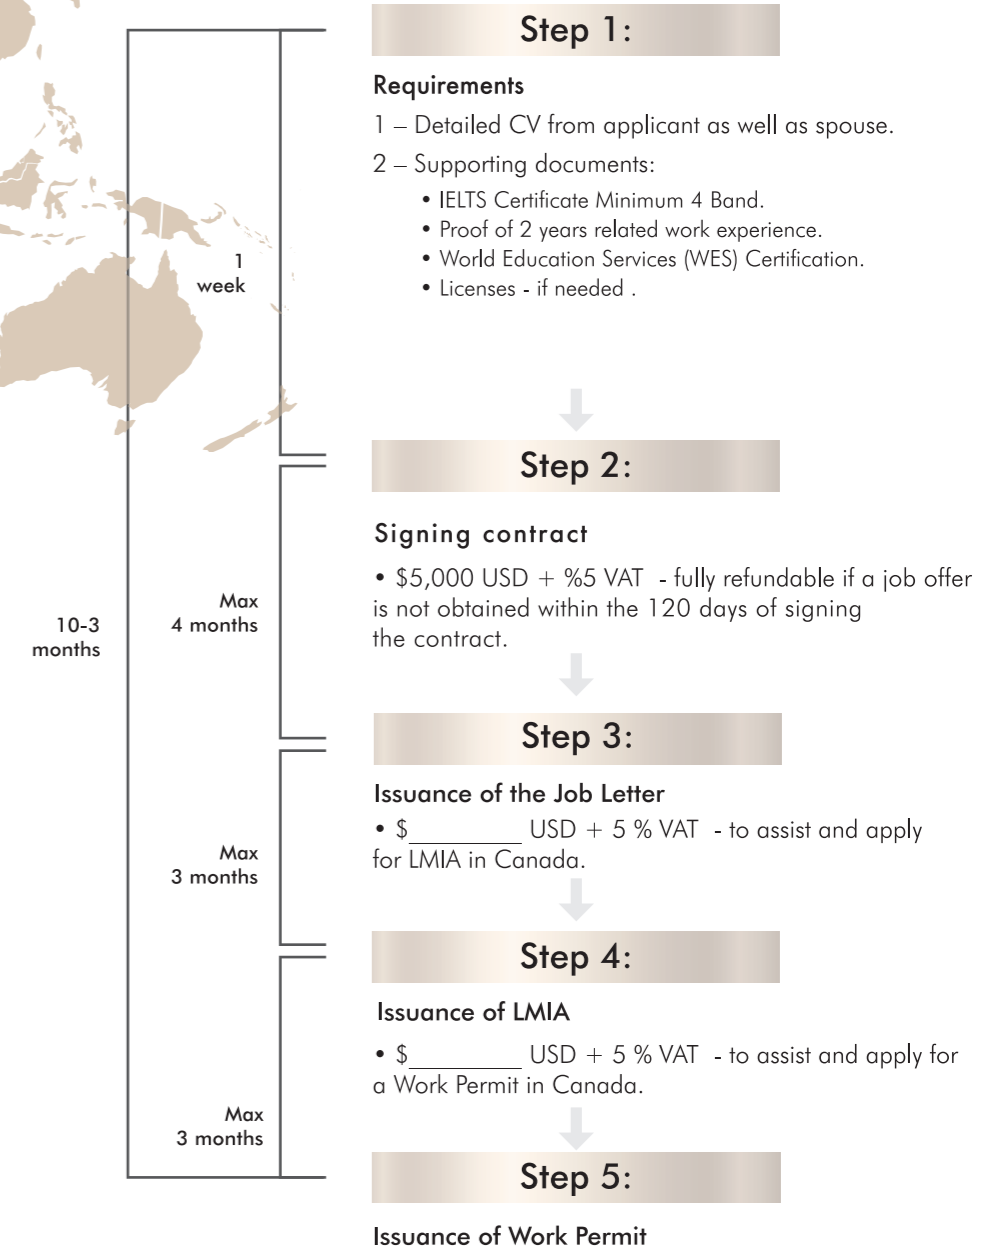 Step 1:
Requirements
1 – Detailed CV from applicant as well as spouse.
2 – Supporting documents:
• IELTS Certificate Minimum 4 Band.
• Proof of 2 years related work experience.
• World Education Services (WES) Certification.
• Licenses - if needed .
1
week
Step 2:
Signing contract
• $5,000 USD + %5 VAT - fully refundable if a job offer
is not obtained within the 120 days of signing
the contract.
Max
4 months
10-3
months
Step 3:
Issuance of the Job Letter
• $________ USD + 5 % VAT - to assist and apply
for LMIA in Canada.
Max
3 months
Step 4:
Issuance of LMIA
• $________ USD + 5 % VAT - to assist and apply for
a Work Permit in Canada.
Max
3 months
Step 5:
Issuance of Work Permit